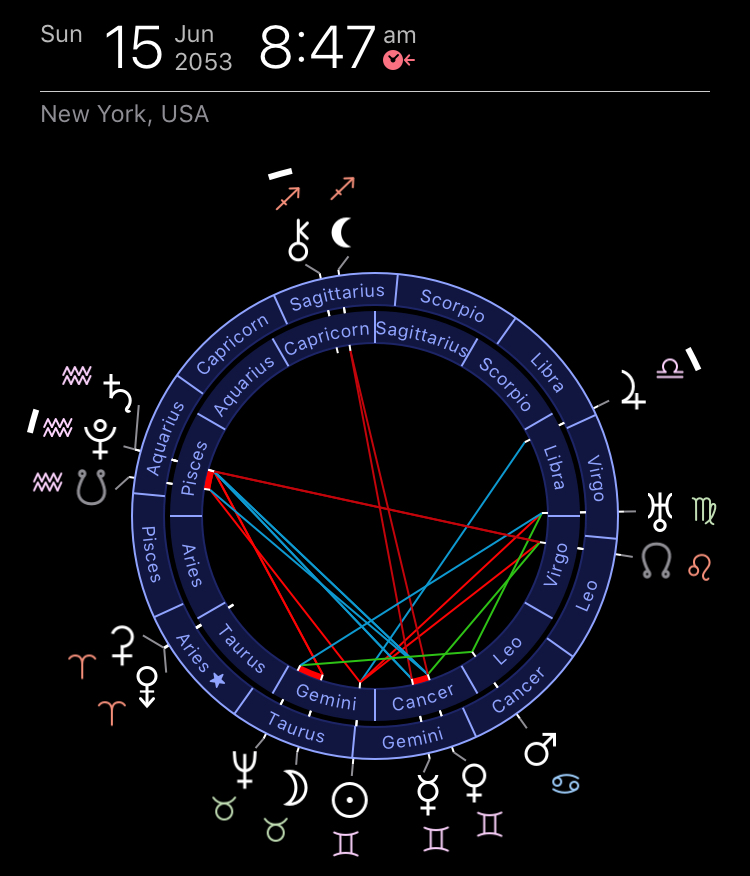 Sun 15 Jun 2053 8:47 am
New York, USA
Sagittarius
Scorpio
Libra
Virgo
Leo
Cancer
Gemini
Taurus
Aries ★
Pisces
Aquarius
Capricorn
Capricorn
Sagittarius
Scorpio
Libra
Virgo
Leo
Cancer
Gemini
Taurus
Aries
Pisces
Aquarius